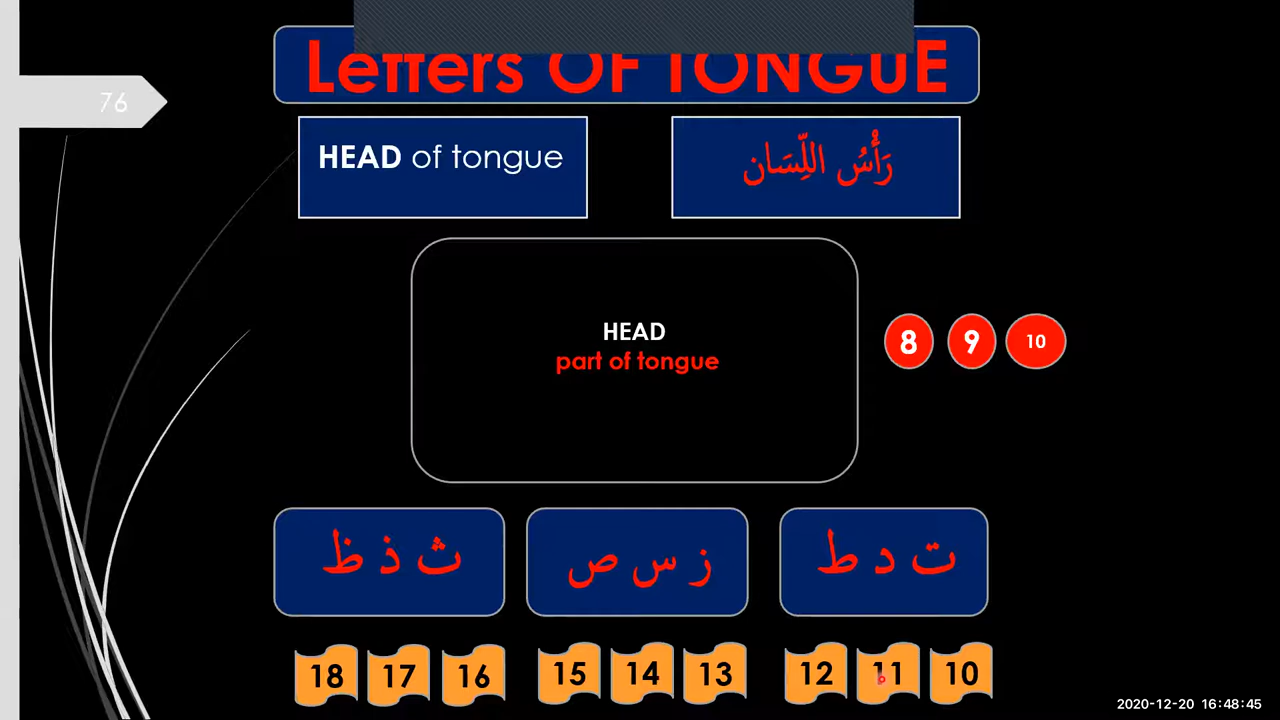 Letters OF TONGUE
76
HEAD of tongue
رَأْسُ اللِّسَان
HEAD
part of tongue
8 9 10
ث ذ ظ
ز س ص
ت د ط
18 17 16
15 14 13
12 11 10
2020-12-20 16:48:45